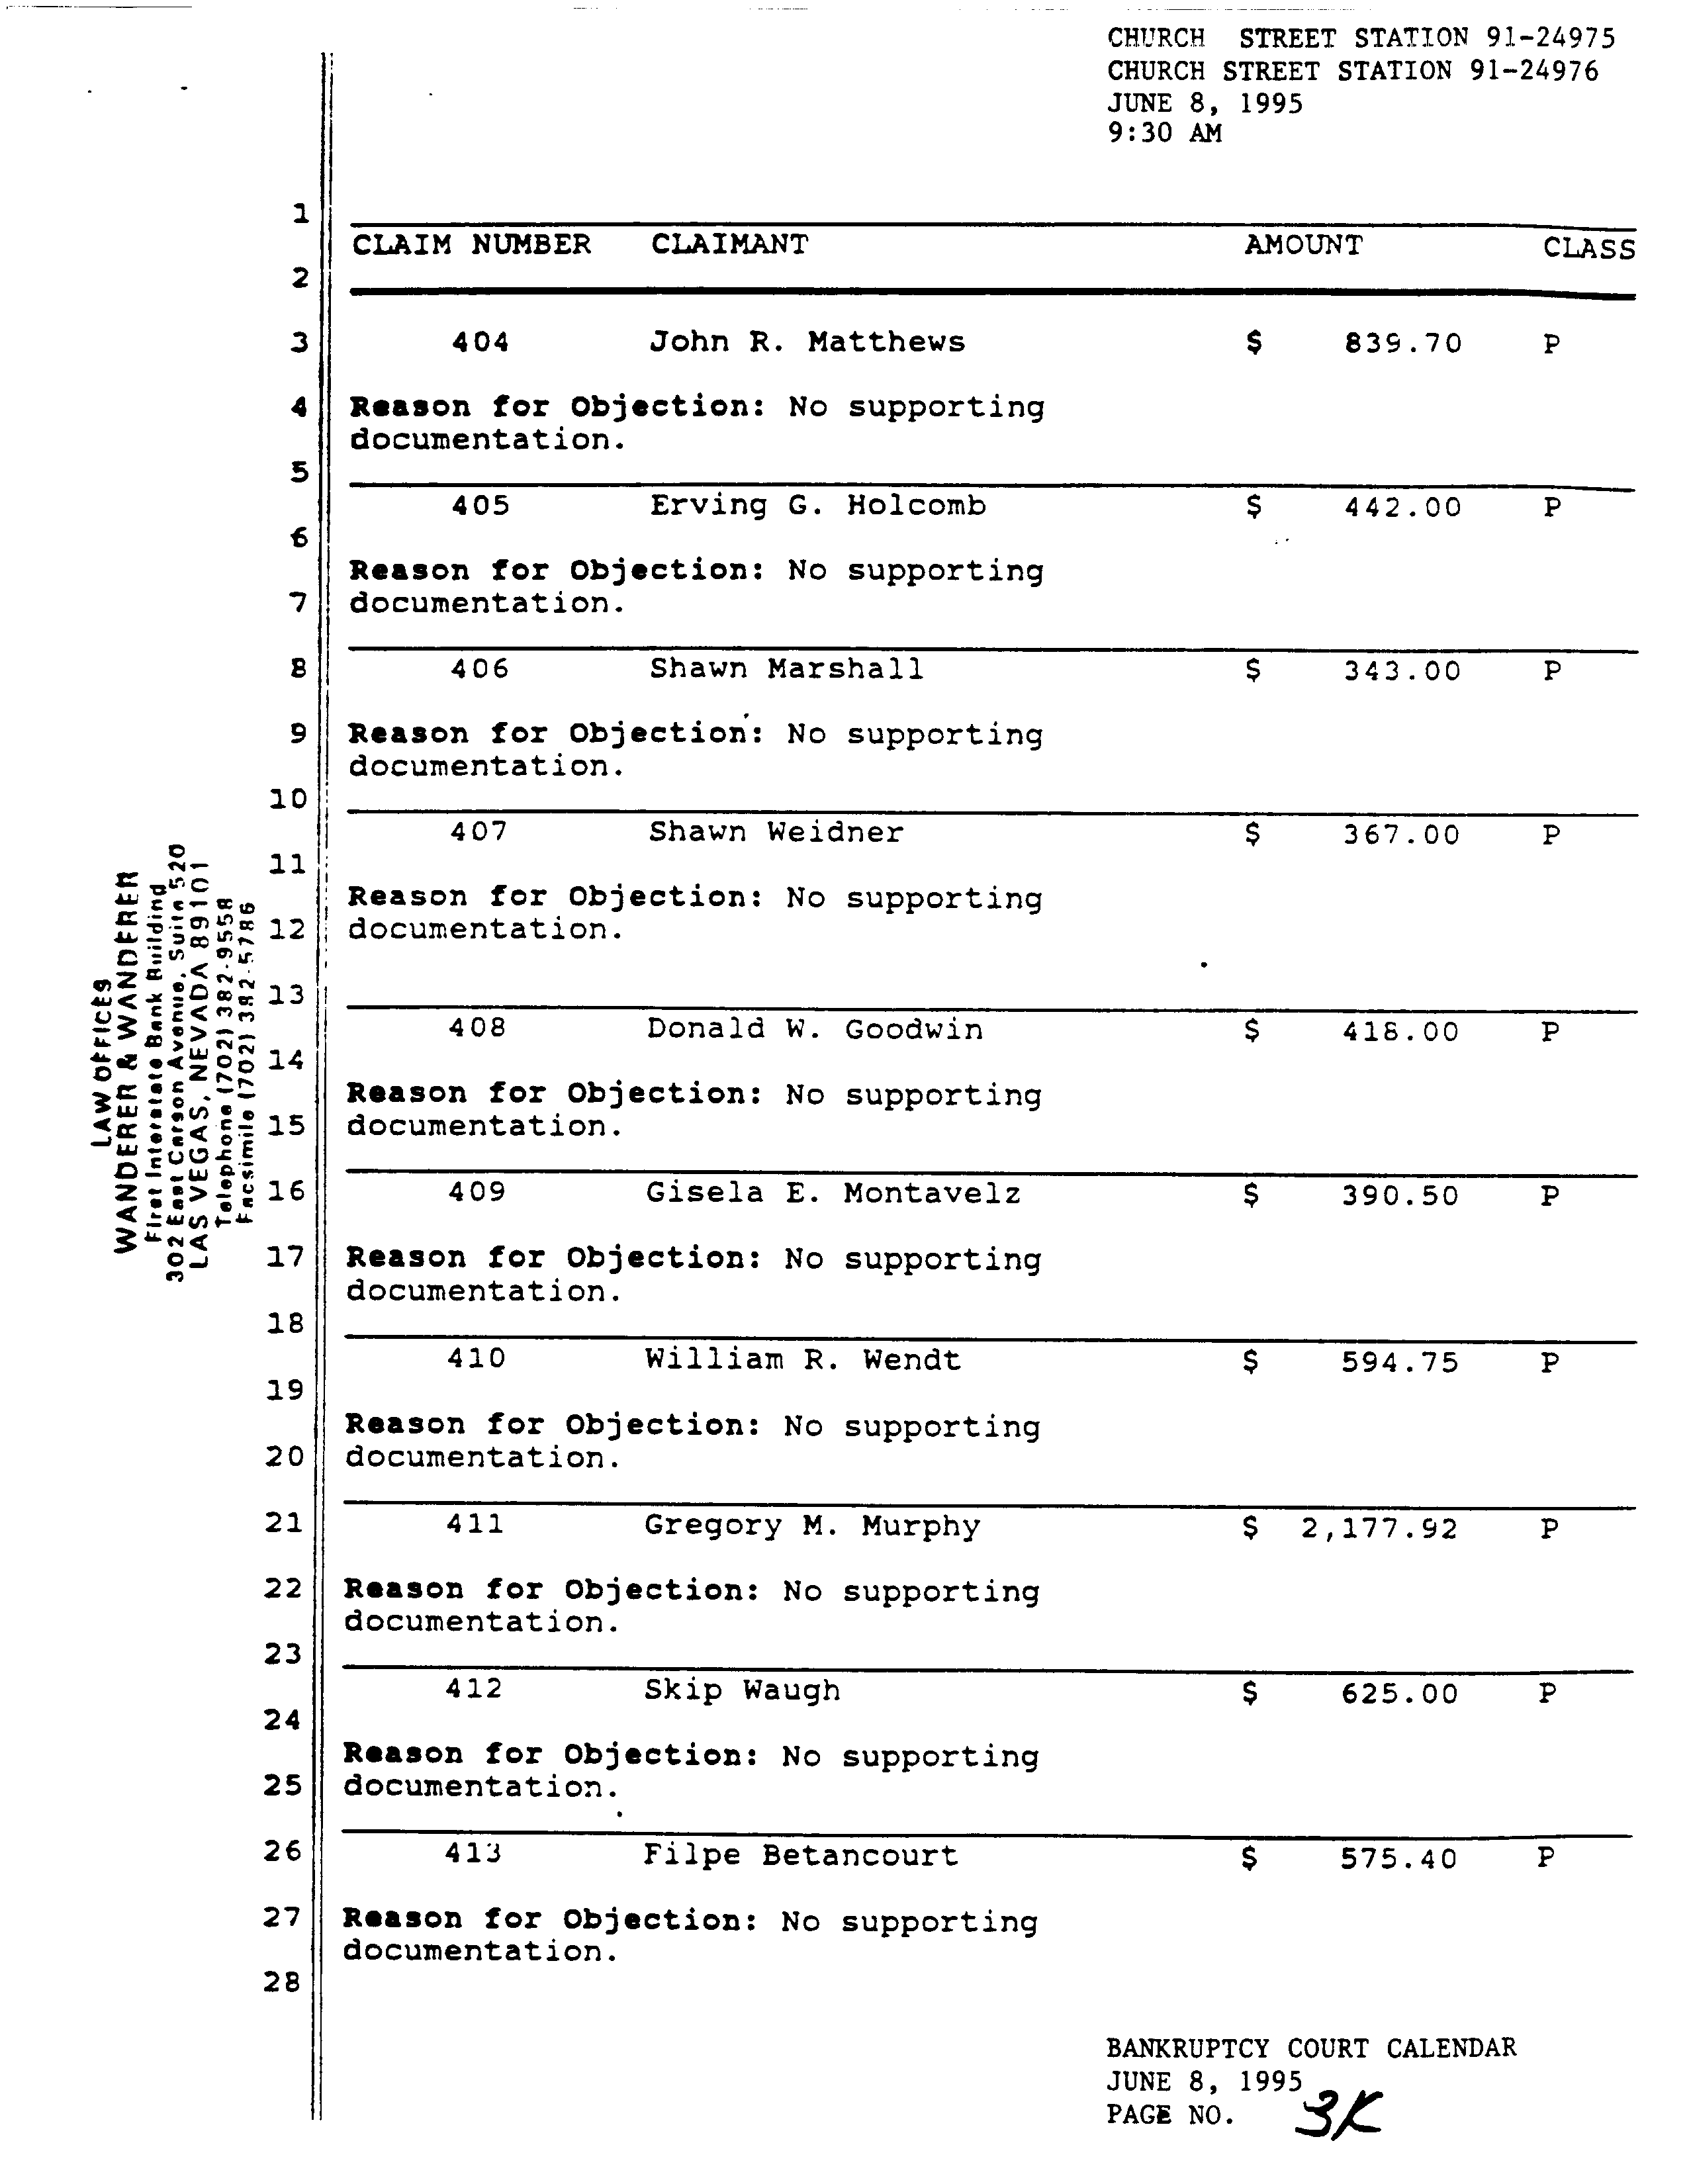 CHURCH STREET STATION 91-24975
CHURCH STREET STATION 91-24976
JUNE 8, 1995
9:30 AM
1
CLAIM NUMBER CLAIMANT AMOUNT CLASS
2
3 404 John R. Matthews $ 839.70 P
4 Reason for Objection: No supporting
documentation.
5
405 Erving G. Holcomb $ 442.00 P
6
Reason for Objection: No supporting
7 documentation.
8 406 Shawn Marshall $ 343.00 P
9 Reason for Objection: No supporting
documentation.
10
407 Shawn Weidner $ 367.00 P
11
Reason for Objection: No supporting
12 documentation.
13
408 Donald W. Goodwin $ 418.00 P
14
Reason for Objection: No supporting
15 documentation.
16 409 Gisela E. Montavelz $ 390.50 P
17 Reason for Objection: No supporting
documentation.
18
410 William R. Wendt $ 594.75 P
19
Reason for Objection: No supporting
20 documentation.
21 411 Gregory M. Murphy $ 2,177.92 P
22 Reason for Objection: No supporting
documentation.
23
412 Skip Waugh $ 625.00 P
24
Reason for Objection: No supporting
25 documentation.
26 413 Filpe Betancourt $ 575.40 P
27 Reason for Objection: No supporting
documentation.
28
LAW OFFICES
WANDERER & WANDERER
First Interstate Bank Building
302 East Carson Avenue, Suite 520
LAS VEGAS, NEVADA 89101
Telephone (702) 382-9558
Facsimile (702) 382-5786
BANKRUPTCY COURT CALENDAR
JUNE 8, 1995
PAGE NO. 3K